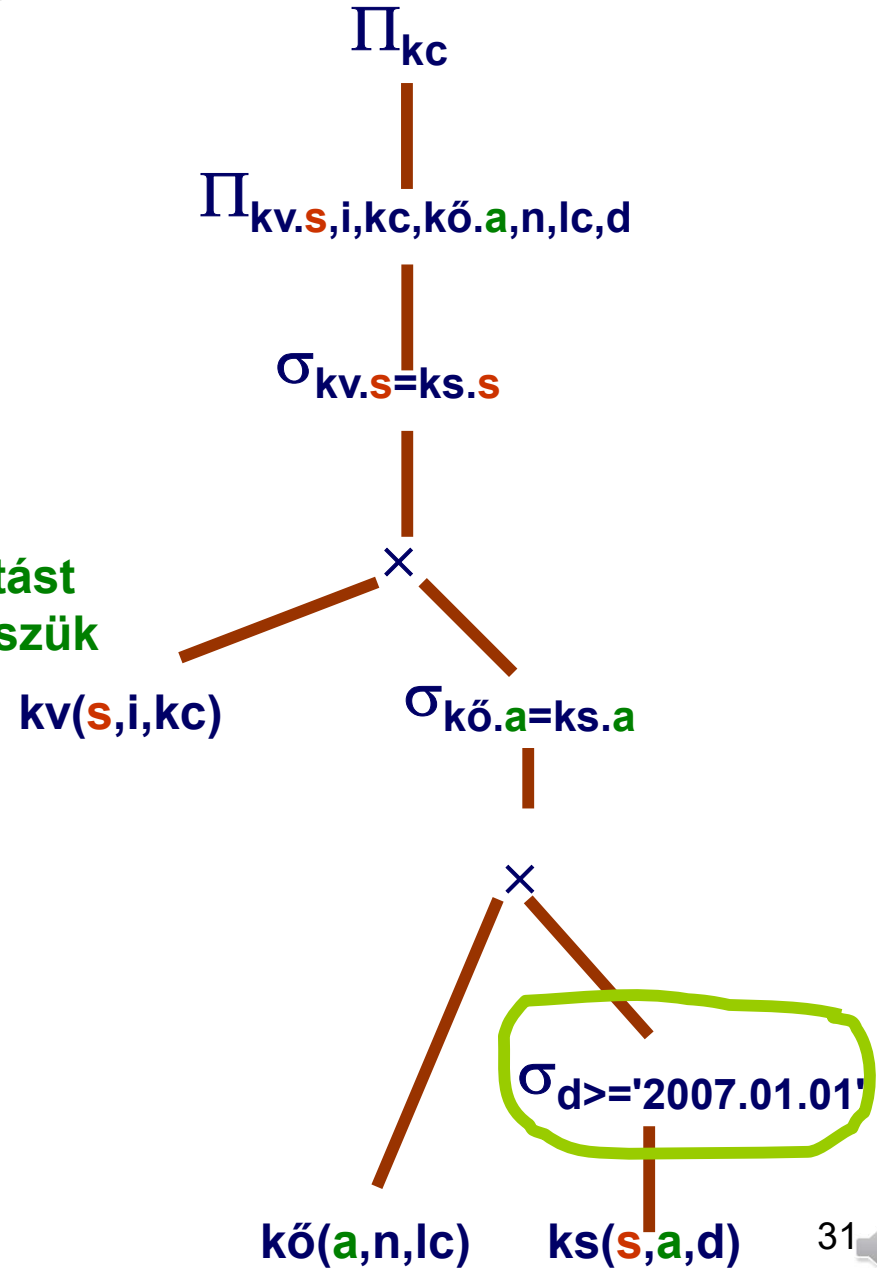 Πkc
Πkv.s,i,kc,kő.a,n,lc,d
σkv.s=ks.s
×
tást
szük
kv(s,i,kc) σkő.a=ks.a
×
σd>='2007.01.01'
kő(a,n,lc) ks(s,a,d) 31